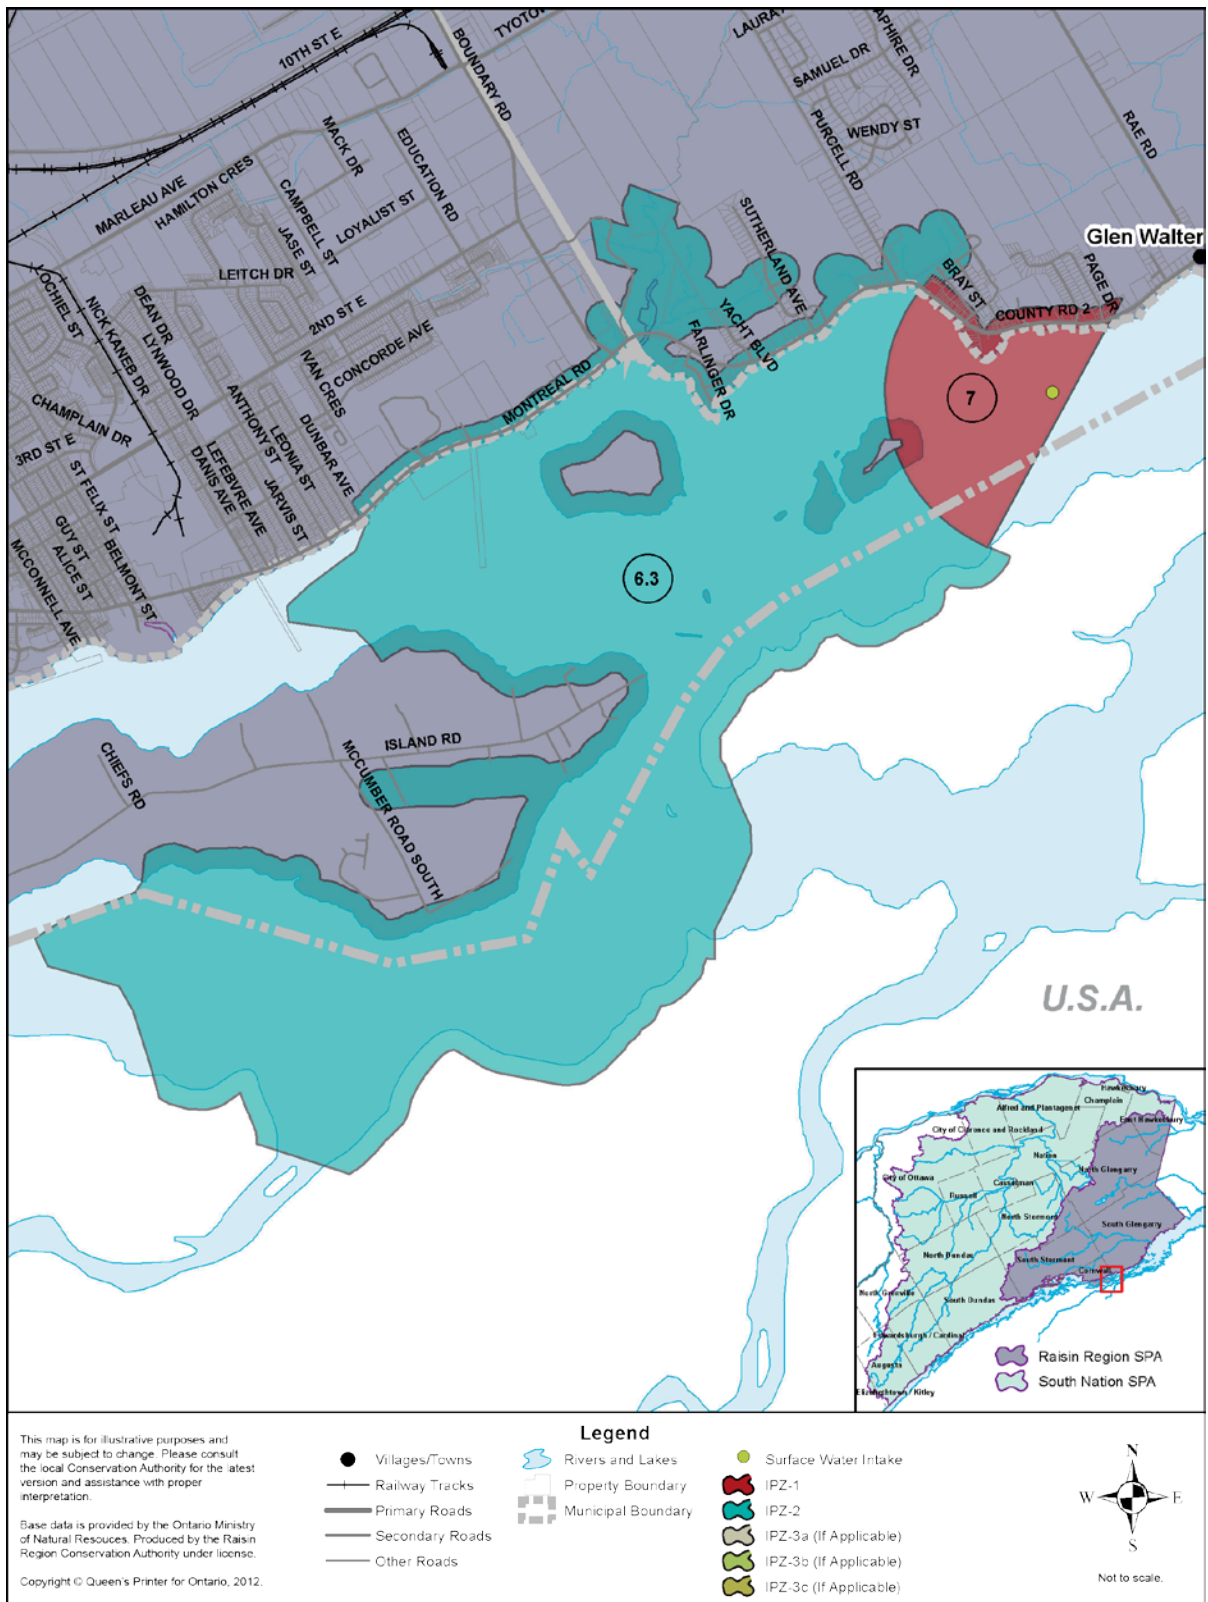 10TH ST E
TYOTOW
BOUNDARY RD
LAURA
APHIRE DR
SAMUEL DR
WENDY ST
PURCELL RD
RAE RD
MACK DR
EDUCATION RD
MARLEAU AVE
HAMILTON CRES
CAMPBELL ST
JASE ST
LOYALIST ST
LEITCH DR
2ND ST E
SUTHERLAND AVE
Glen Walter
BRAY ST
PAGE DR
COUNTY RD 2
OCHIEL ST
NICK KANEB DR
DEAN DR
LYNWOOD DR
IVAN CRES
CONCORDE AVE
YACHT BLVD
FARLINGER DR
MONTREAL RD
7
CHAMPLAIN DR
3RD ST E
ANTHONY ST
LEONIA ST
DUNBAR AVE
JARVIS ST
LEFEBVRE AVE
DANIS AVE
ST FELIX ST
BELMONT ST
GUY ST
ALICE ST
MCCONNELL AVE
6.3
ISLAND RD
CHIEFS RD
MCCUMBER ROAD SOUTH
U.S.A.
Hawkesbury
Champlain
Alfred and Plantagenet
East Hawkesbury
City of Clarence and Rockland
Nation
North Glengarry
City of Ottawa
Casselman
Russell
North Stormont
South Glengarry
North Dundas
South Stormont
Cornwall
North Grenville
South Dundas
Edwardsburgh / Cardinal
Augusta
Elizabethtown / Kitley
Raisin Region SPA
South Nation SPA
This map is for illustrative purposes and
may be subject to change. Please consult
the local Conservation Authority for the latest
version and assistance with proper
interpretation.
Base data is provided by the Ontario Ministry
of Natural Resouces. Produced by the Raisin
Region Conservation Authority under license.
Copyright © Queen's Printer for Ontario, 2012.
Legend
Villages/Towns
Railway Tracks
Primary Roads
Secondary Roads
Other Roads
Rivers and Lakes
Property Boundary
Municipal Boundary
Surface Water Intake
IPZ-1
IPZ-2
IPZ-3a (If Applicable)
IPZ-3b (If Applicable)
IPZ-3c (If Applicable)
N
W
E
S
Not to scale.